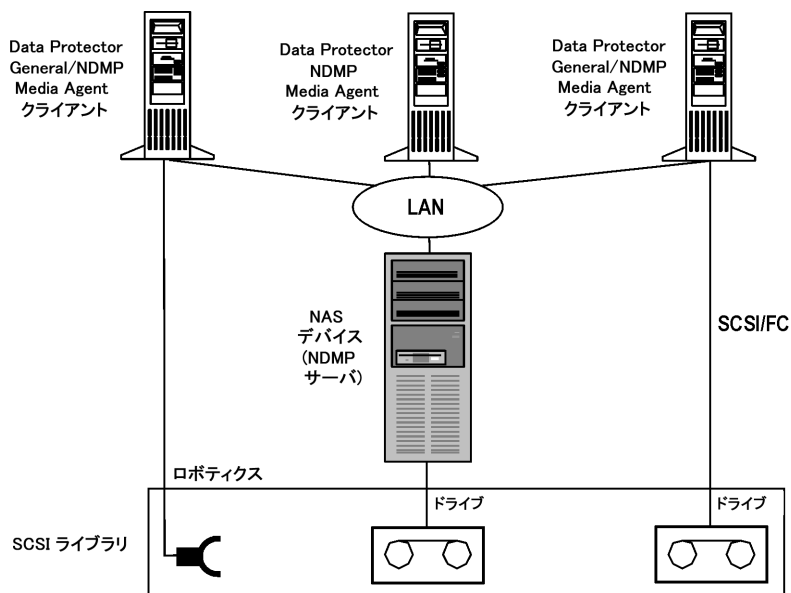 Data Protector
General/NDMP
Media Agent
クライアント
Data Protector
NDMP
Media Agent
クライアント
Data Protector
General/NDMP
Media Agent
クライアント
LAN
NAS
デバイス
(NDMP
サーバ)
SCSI/FC
ロボティクス
ドライブ
ドライブ
SCSI ライブラリ